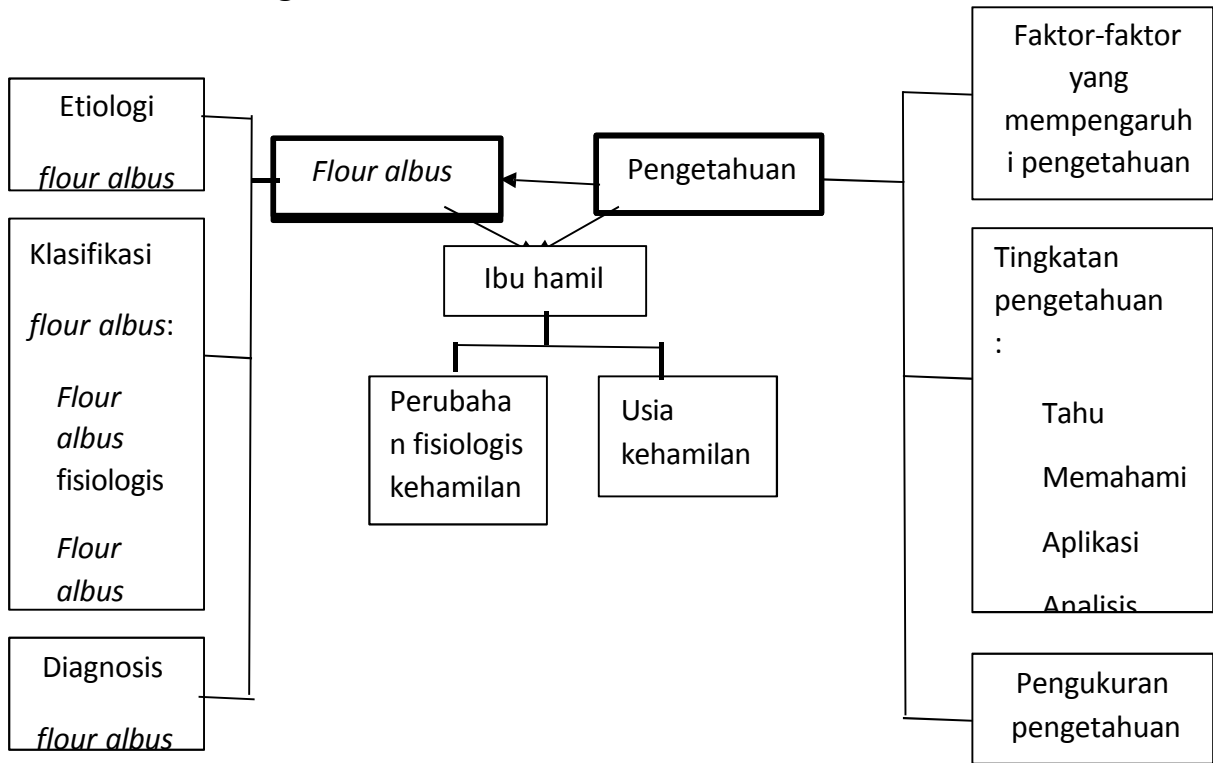 Etiologi
flour albus
Klasifikasi
flour albus:
Flour
albus
fisiologis
Flour
albus
Diagnosis
flour albus
Flour albus
Pengetahuan
Ibu hamil
Perubaha
n fisiologis
kehamilan
Usia
kehamilan
Faktor-faktor
yang
mempengaruh
i pengetahuan
Tingkatan
pengetahuan
:
Tahu
Memahami
Aplikasi
Analisis
Pengukuran
pengetahuan